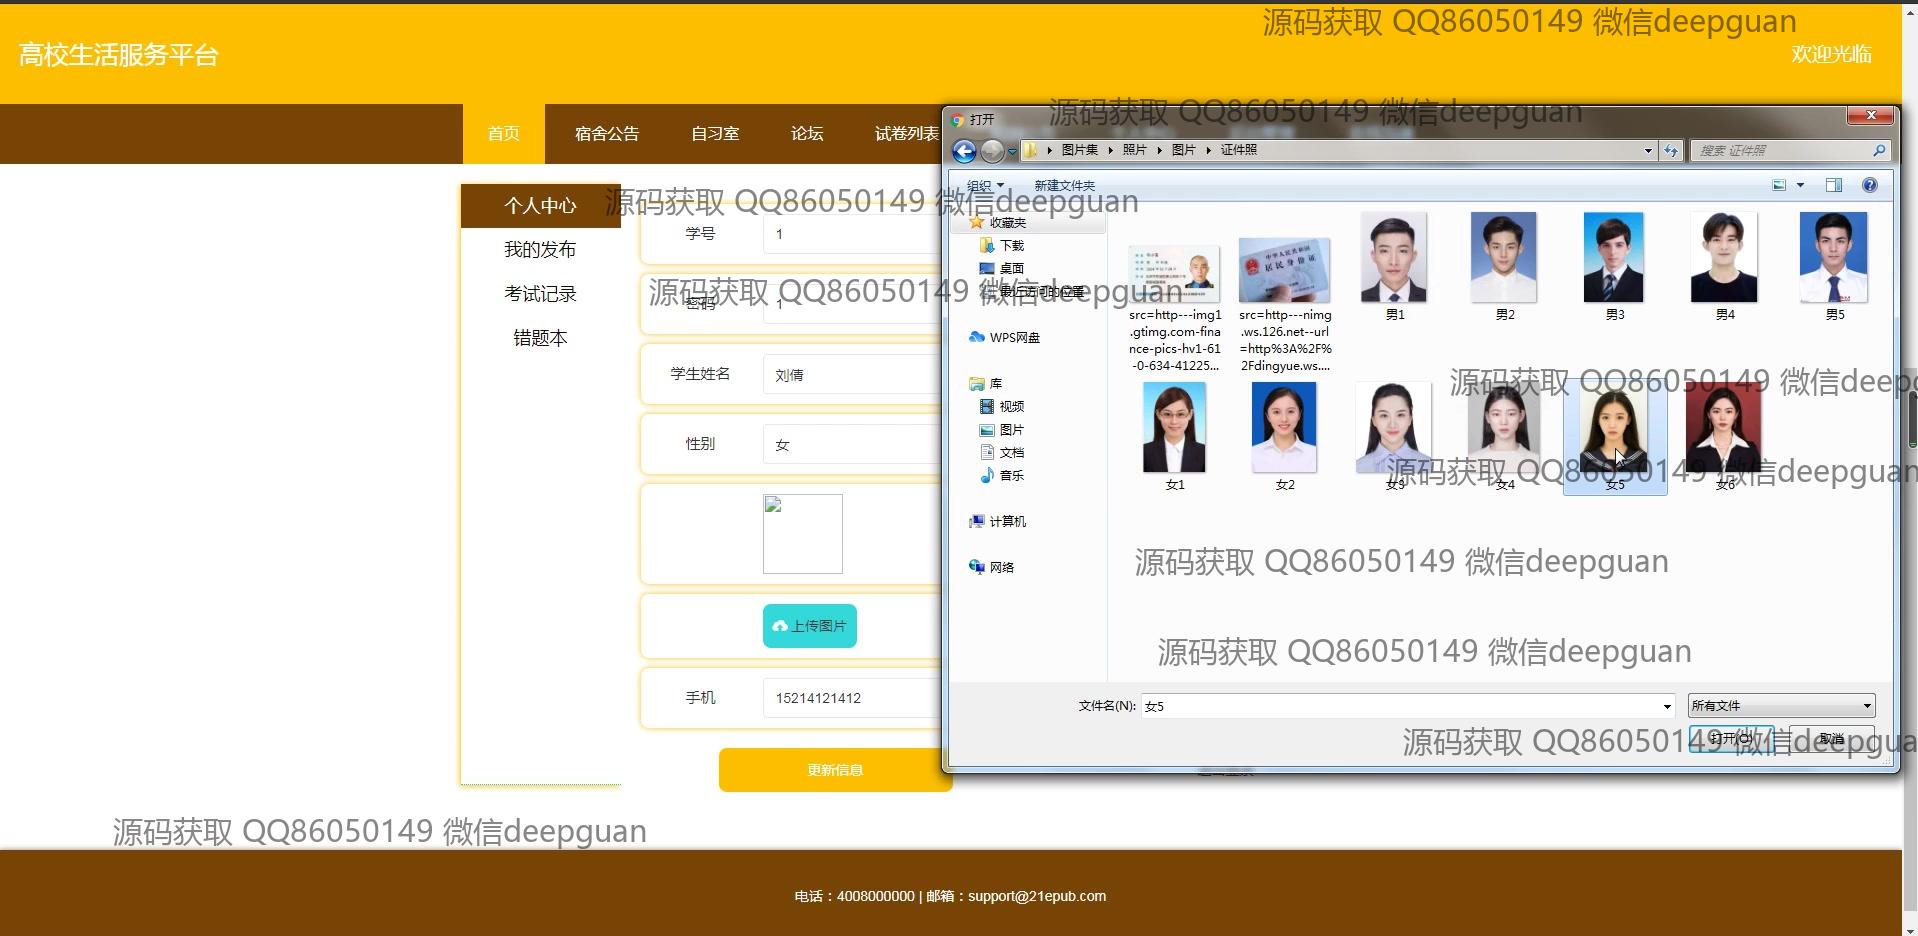 源码获取 QQ86050149 微信deepguan
高校生活服务平台
欢迎光临
源码获取 QQ86050149 微信deepguan
首页
宿舍公告
自习室
论坛
试卷列表
打开
图片集
照片
图片
证件照
搜索 证件照
组织
新建文件夹
源码获取 QQ86050149 微信deepguan
个人中心
我的发布
考试记录
错题本
学号
1
源码获取 QQ86050149 微信deepguan
密码
1
学生姓名
刘倩
性别
女
上传图片
手机
15214121412
更新信息
收藏夹
下载
桌面
最近访问的位置
WPS网盘
库
视频
图片
文档
音乐
计算机
网络
src=http---img1
.gtimg.com-fina
nce-pics-hv1-61
-0-634-41225...
src=http---nimg
.ws.126.net--url
=http%3A%2F%
2Fdingyue.ws....
男1
男2
男3
男4
男5
源码获取 QQ86050149 微信deepg
女1
女2
女3
女4
女5
女6
源码获取 QQ86050149 微信deepguan
源码获取 QQ86050149 微信deepguan
源码获取 QQ86050149 微信deepguan
文件名(N):
女5
所有文件
打开(O)
取消
源码获取 QQ86050149 微信deepgua
源码获取 QQ86050149 微信deepguan
电话：4008000000 | 邮箱：support@21epub.com